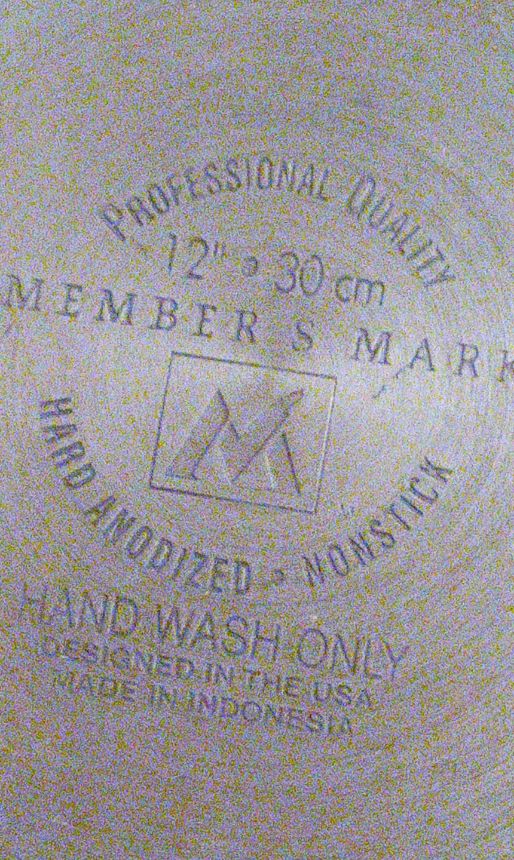 PROFESSIONAL QUALITY
12" o 30 cm
MEMBER S MARK
M
HARD ANODIZED o NONSTICK
HAND WASH ONLY
DESIGNED IN THE USA
MADE IN INDONESIA